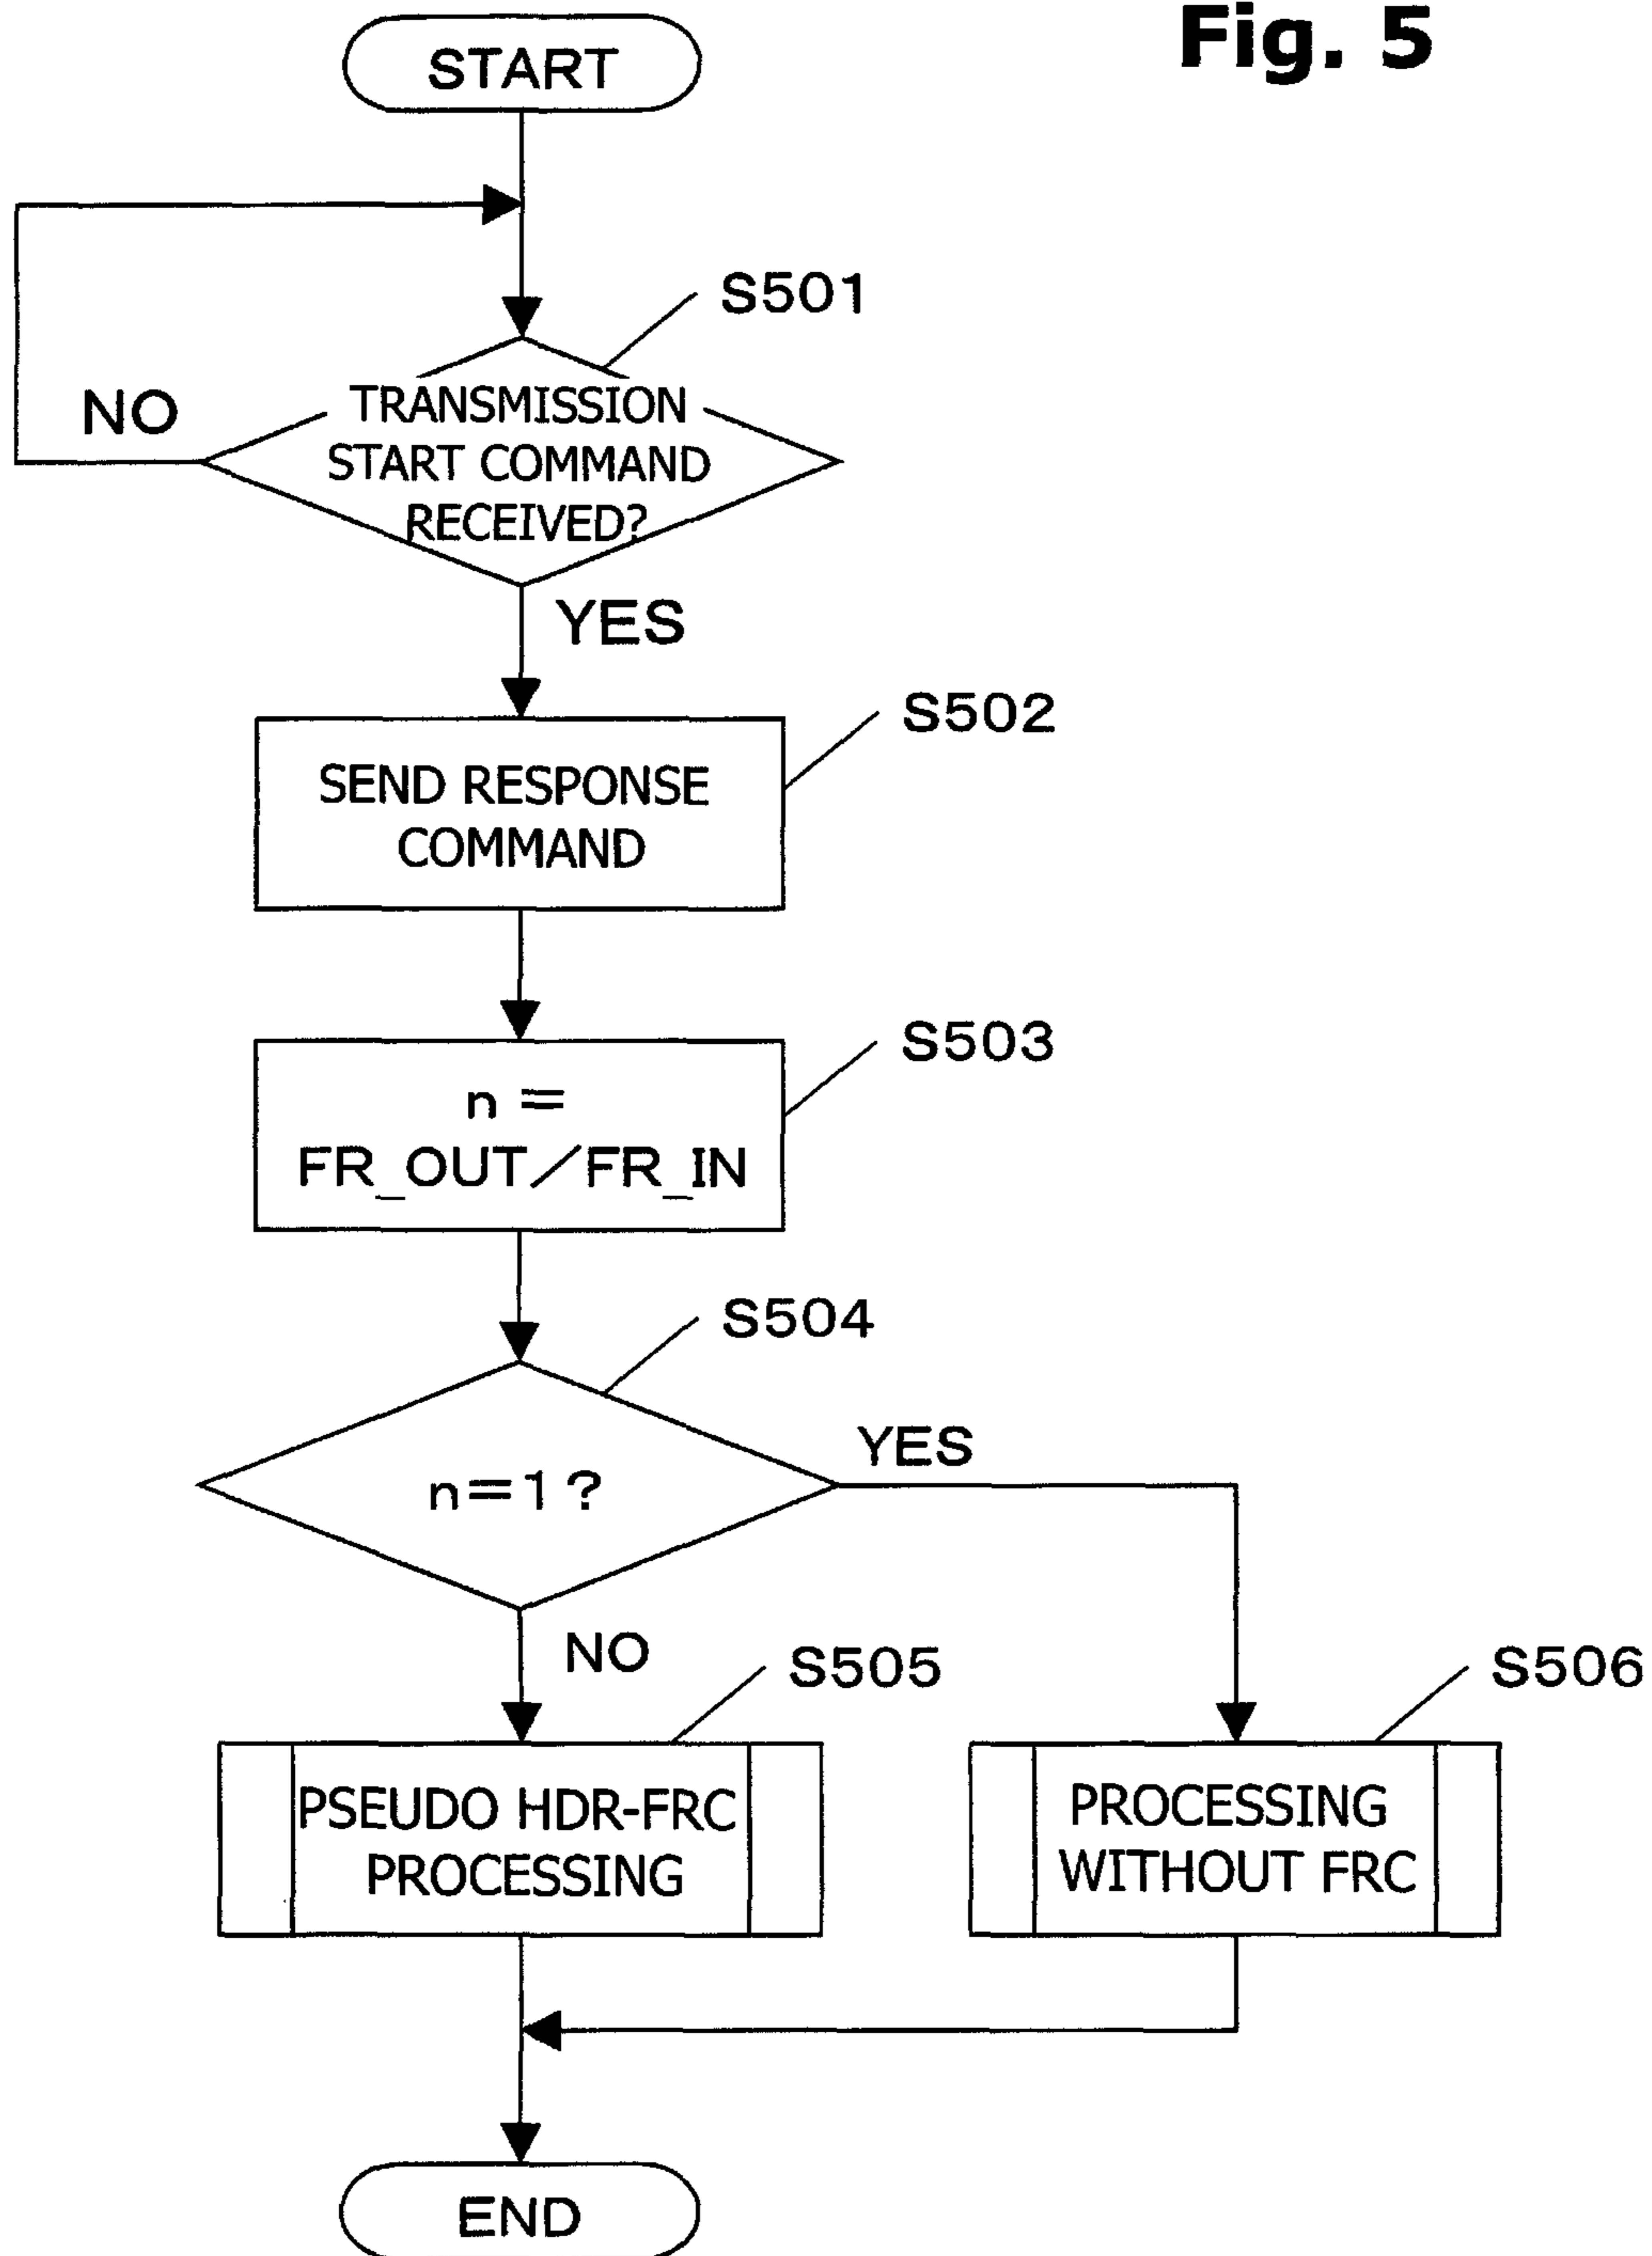 Fig. 5
START
S501
TRANSMISSION
START COMMAND
RECEIVED?
NO
YES
S502
SEND RESPONSE
COMMAND
S503
n =
FR_OUT/FR_IN
S504
n=1?
YES
NO
S505
PSEUDO HDR-FRC
PROCESSING
S506
PROCESSING
WITHOUT FRC
END